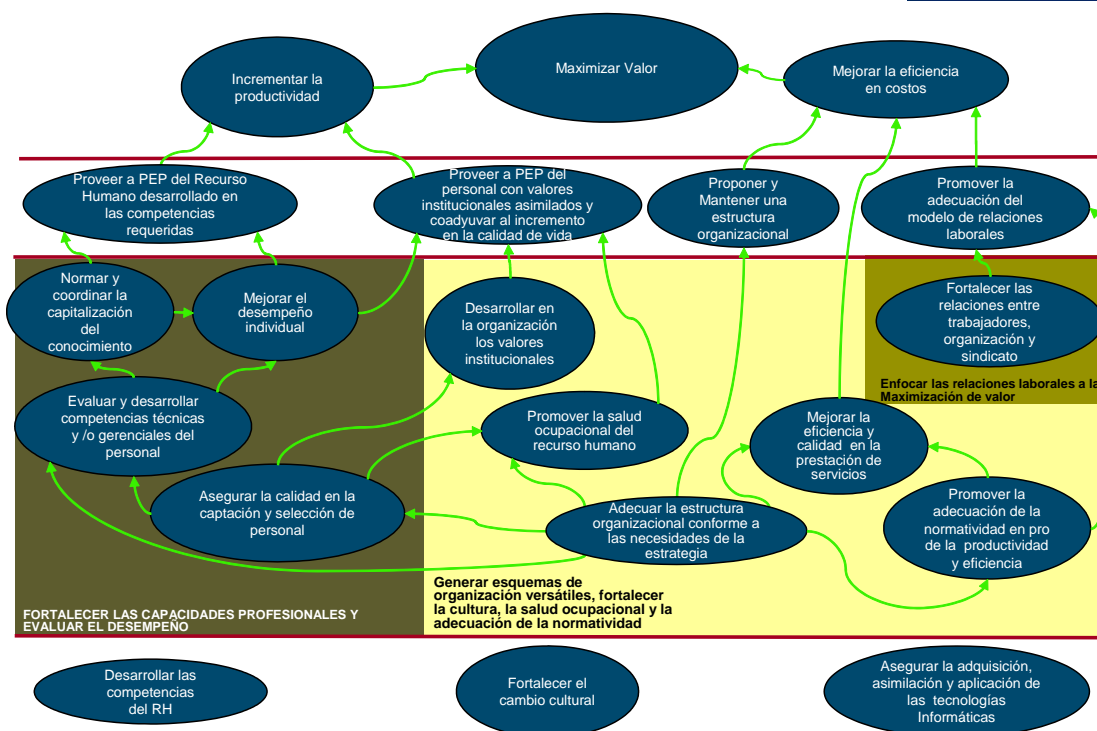 Incrementar la
productividad
Maximizar Valor
Mejorar la eficiencia
en costos
Proveer a PEP del Recurso
Humano desarrollado en
las competencias
requeridas
Proveer a PEP del
personal con valores
institucionales asimilados y
coadyuvar al incremento
en la calidad de vida
Proponer y
Mantener una
estructura
organizacional
Promover la
adecuación del
modelo de relaciones
laborales
Normar y
coordinar la
capitalización
del
conocimiento
Mejorar el
desempeño
individual
Desarrollar en
la organización
los valores
institucionales
Fortalecer las
relaciones entre
trabajadores,
organización y
sindicato
Enfocar las relaciones laborales a la
Maximización de valor
Evaluar y desarrollar
competencias técnicas
y /o gerenciales del
personal
Promover la salud
ocupacional del
recurso humano
Mejorar la
eficiencia y
calidad en la
prestación de
servicios
Asegurar la calidad en la
captación y selección de
personal
Adecuar la estructura
organizacional conforme a
las necesidades de la
estrategia
Promover la
adecuación de la
normatividad en pro
de la productividad
y eficiencia
FORTALECER LAS CAPACIDADES PROFESIONALES Y
EVALUAR EL DESEMPEÑO
Generar esquemas de
organización versátiles, fortalecer
la cultura, la salud ocupacional y la
adecuación de la normatividad
Desarrollar las
competencias
del RH
Fortalecer el
cambio cultural
Asegurar la adquisición,
asimilación y aplicación de
las tecnologías
Informáticas